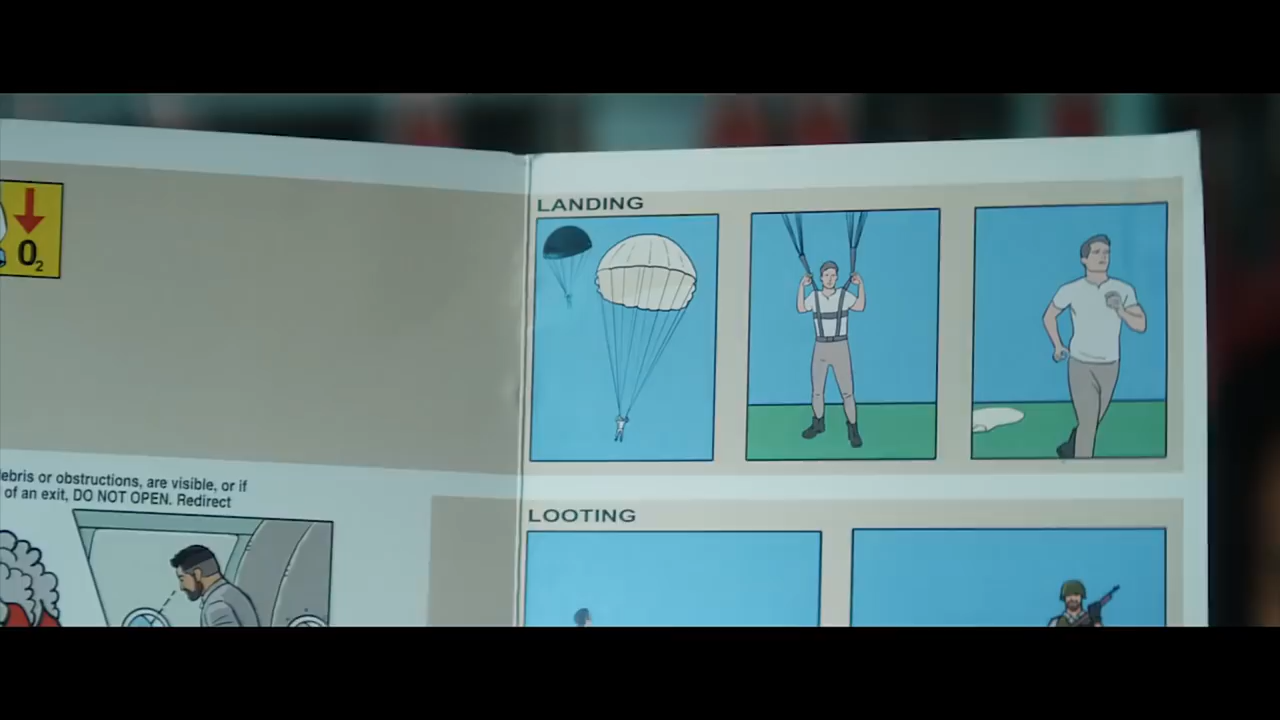 LANDING
O2
ebris or obstructions, are visible, or if
of an exit, DO NOT OPEN. Redirect
LOOTING